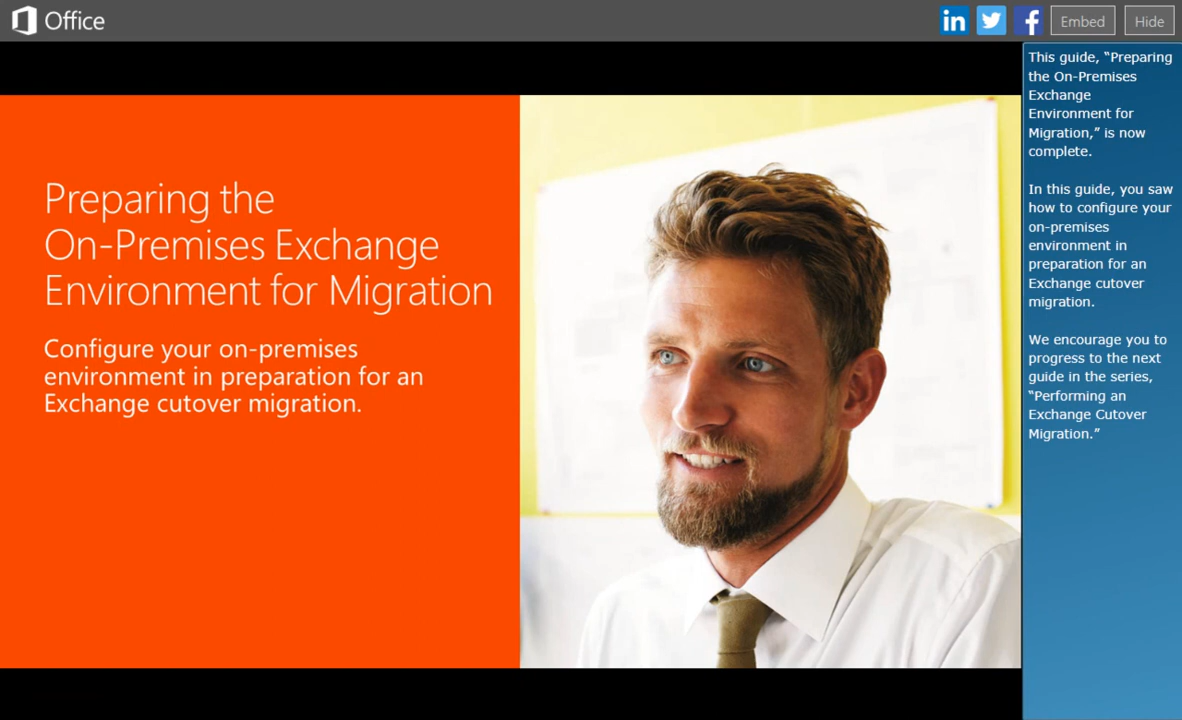 Office
Embed
Hide
Preparing the
On-Premises Exchange
Environment for Migration
Configure your on-premises
environment in preparation for an
Exchange cutover migration.
This guide, “Preparing
the On-Premises
Exchange
Environment for
Migration,” is now
complete.
In this guide, you saw
how to configure your
on-premises
environment in
preparation for an
Exchange cutover
migration.
We encourage you to
progress to the next
guide in the series,
“Performing an
Exchange Cutover
Migration.”